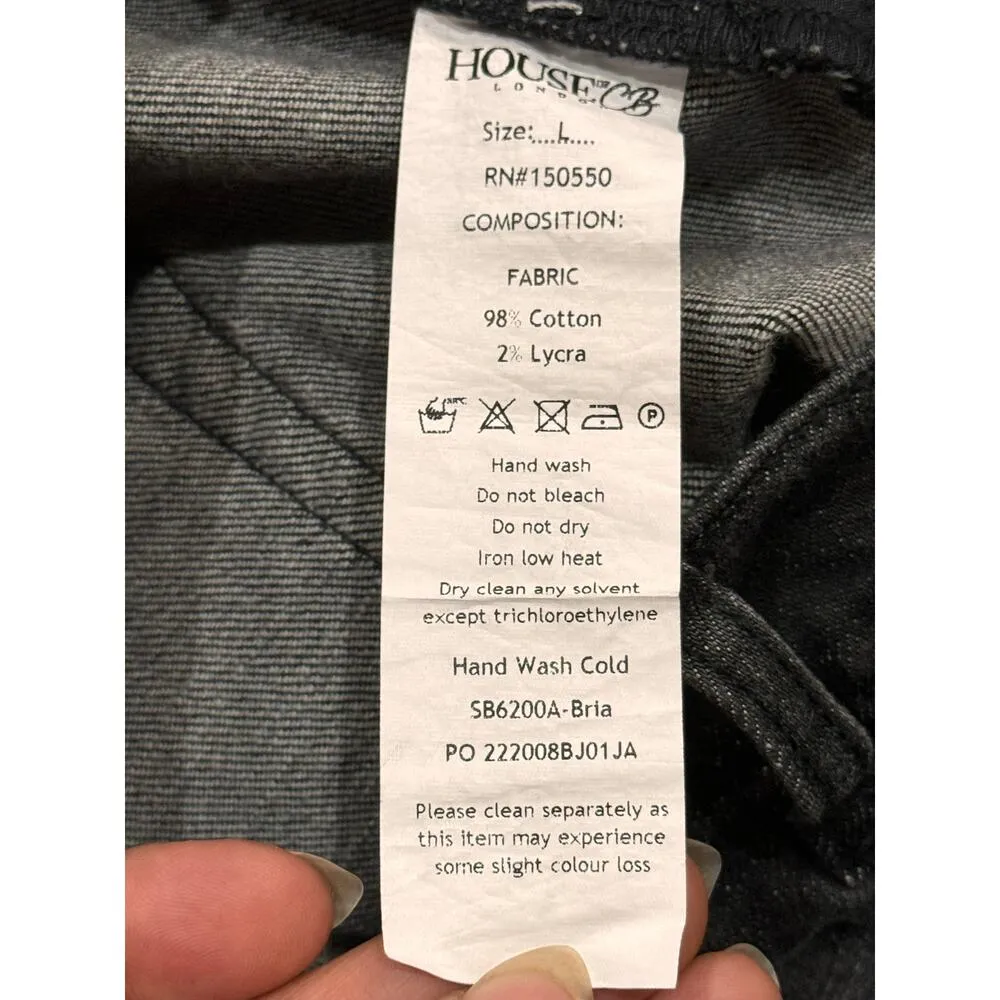 HOUSE OF CB
LONDON
Size:....L....
RN#150550
COMPOSITION:
FABRIC
98% Cotton
2% Lycra
P
Hand wash
Do not bleach
Do not dry
Iron low heat
Dry clean any solvent
except trichloroethylene
Hand Wash Cold
SB6200A-Bria
PO 222008BJ01JA
Please clean separately as
this item may experience
some slight colour loss